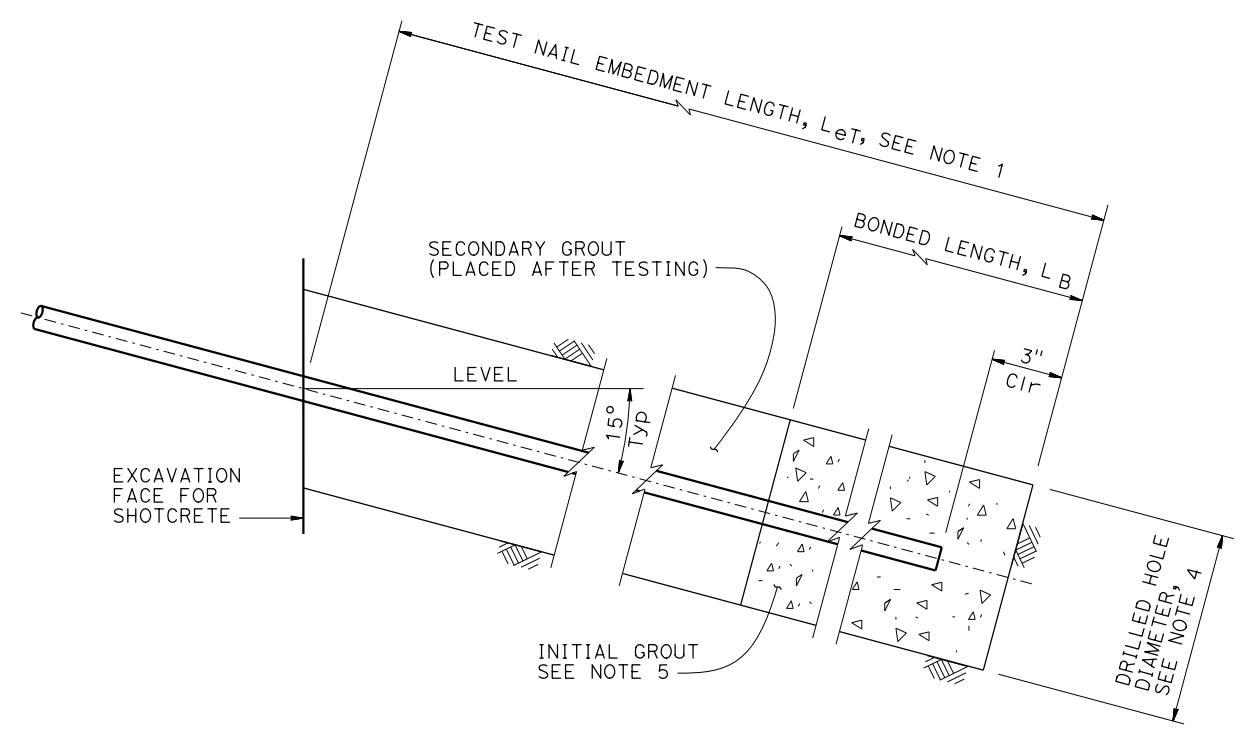 TEST NAIL EMBEDMENT LENGTH, LeT, SEE NOTE 1
BONDED LENGTH, LB
SECONDARY GROUT
(PLACED AFTER TESTING)
3"
Clr
LEVEL
15°
Typ
EXCAVATION
FACE FOR
SHOTCRETE
INITIAL GROUT
SEE NOTE 5
DRILLED HOLE
DIAMETER,
SEE NOTE 4